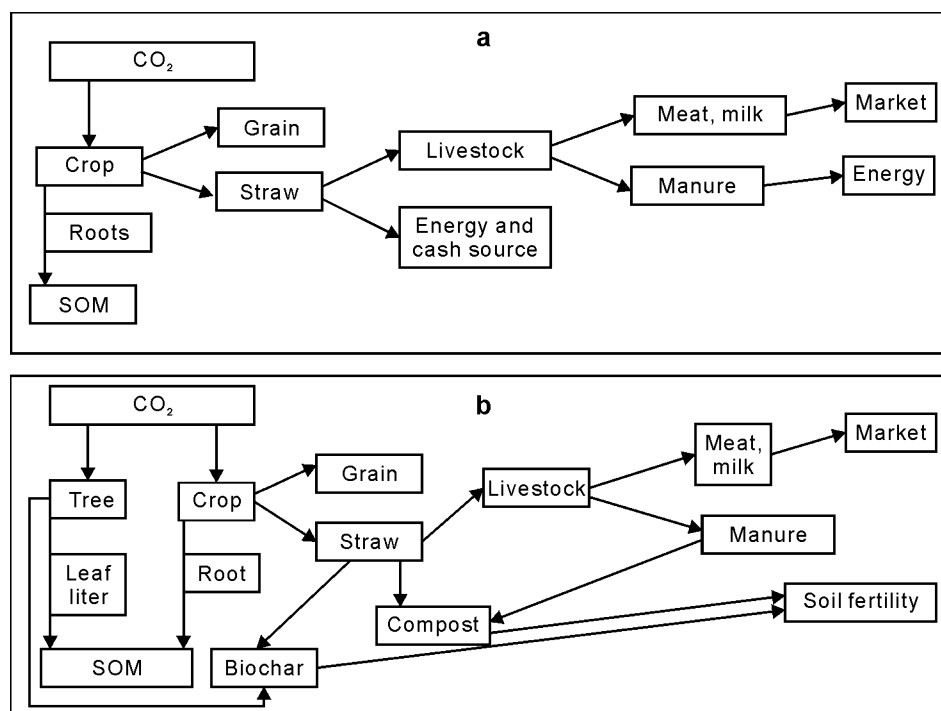 a
CO₂
Grain
Meat, milk
Market
Crop
Livestock
Straw
Manure
Energy
Roots
Energy and
cash source
SOM
b
CO₂
Meat,
milk
Market
Grain
Tree
Crop
Livestock
Straw
Manure
Leaf
liter
Root
Soil fertility
Compost
SOM
Biochar